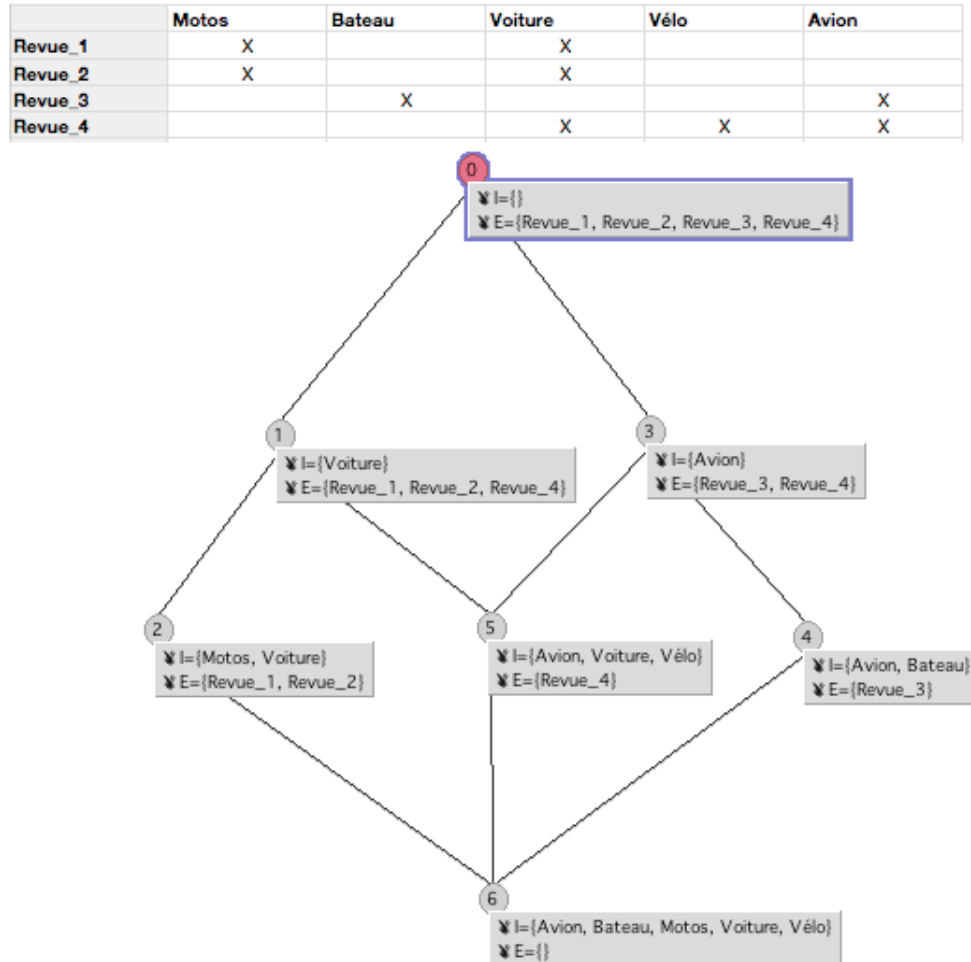 Motos Bateau Voiture Vélo Avion
Revue_1 X X
Revue_2 X X
Revue_3 X X
Revue_4 X X X
0
I={}
E={Revue_1, Revue_2, Revue_3, Revue_4}
1
I={Voiture}
E={Revue_1, Revue_2, Revue_4}
3
I={Avion}
E={Revue_3, Revue_4}
2
I={Motos, Voiture}
E={Revue_1, Revue_2}
5
I={Avion, Voiture, Vélo}
E={Revue_4}
4
I={Avion, Bateau}
E={Revue_3}
6
I={Avion, Bateau, Motos, Voiture, Vélo}
E={}